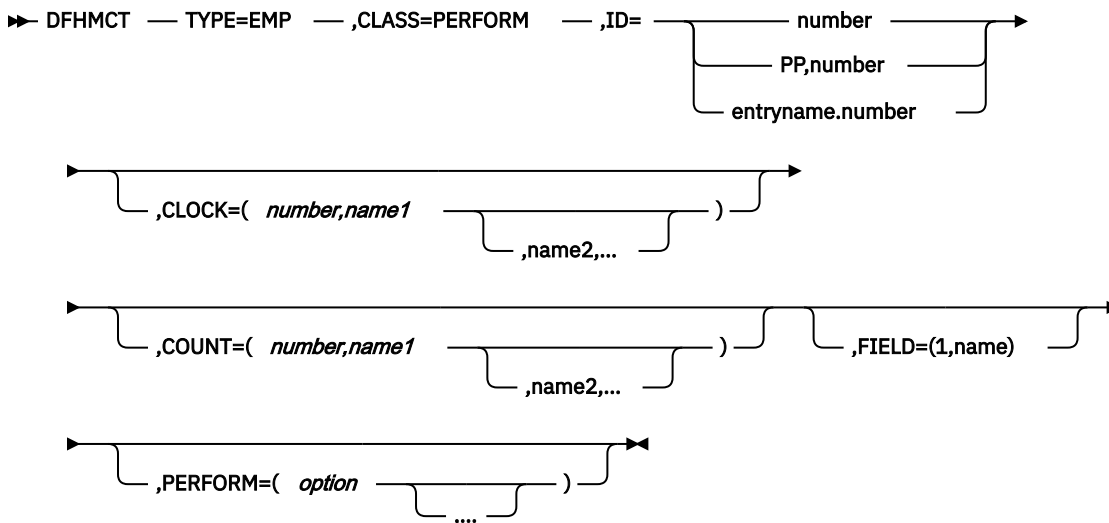 DFHMCT TYPE=EMP ,CLASS=PERFORM ,ID= number
PP,number
entryname.number
,CLOCK=( number,name1 )
,name2,...
,COUNT=( number,name1 ) ,FIELD=(1,name)
,name2,...
,PERFORM=( option )
....